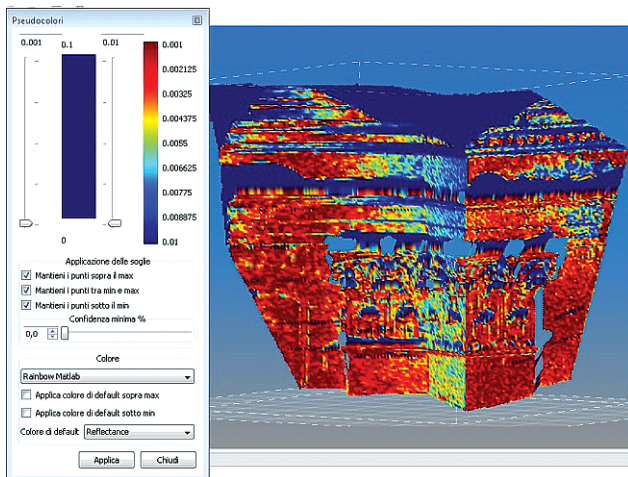 Pseudocolori
0.001 0.1 0.01
0.001
0.002125
0.00325
0.004375
0.0055
0.006625
0.00775
0.008875
0.01
0
Applicazione delle soglie
Mantieni i punti sopra il max
Mantieni i punti tra min e max
Mantieni i punti sotto il min
Confidenza minima %
0,0
Colore
Rainbow Matlab
Applica colore di default sopra max
Applica colore di default sotto min
Colore di default Reflectance
Applica Chiudi